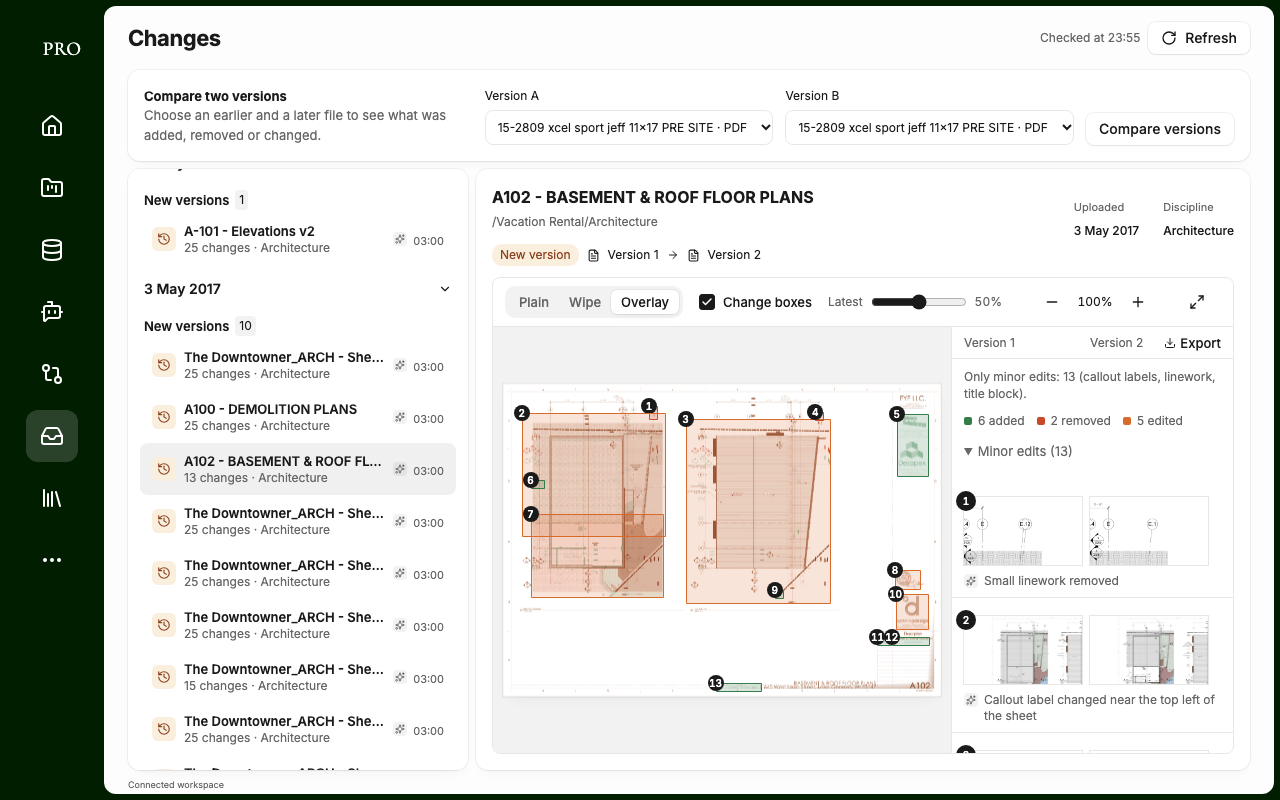 PRO
Changes
Checked at 23:55
Refresh
Compare two versions
Choose an earlier and a later file to see what was
added, removed or changed.
Version A
15-2809 xcel sport jeff 11x17 PRE SITE · PDF
Version B
15-2809 xcel sport jeff 11x17 PRE SITE · PDF
Compare versions
New versions 1
A-101 - Elevations v2
25 changes · Architecture
03:00
3 May 2017
New versions 10
The Downtowner_ARCH - She...
25 changes · Architecture
03:00
A100 - DEMOLITION PLANS
25 changes · Architecture
03:00
A102 - BASEMENT & ROOF FL...
13 changes · Architecture
03:00
The Downtowner_ARCH - She...
25 changes · Architecture
03:00
The Downtowner_ARCH - She...
25 changes · Architecture
03:00
The Downtowner_ARCH - She...
25 changes · Architecture
03:00
The Downtowner_ARCH - She...
15 changes · Architecture
03:00
The Downtowner_ARCH - She...
25 changes · Architecture
03:00
Connected workspace
A102 - BASEMENT & ROOF FLOOR PLANS
/Vacation Rental/Architecture
Uploaded
3 May 2017
Discipline
Architecture
New version
Version 1 → Version 2
Plain
Wipe
Overlay
Change boxes
Latest
50%
100%
1
2
3
4
5
6
7
8
9
10
11
12
13
BASEMENT & ROOF FLOOR PLANS
A102
Version 1
Version 2
Export
Only minor edits: 13 (callout labels, linework,
title block).
6 added
2 removed
5 edited
Minor edits (13)
1
Small linework removed
2
Callout label changed near the top left of
the sheet